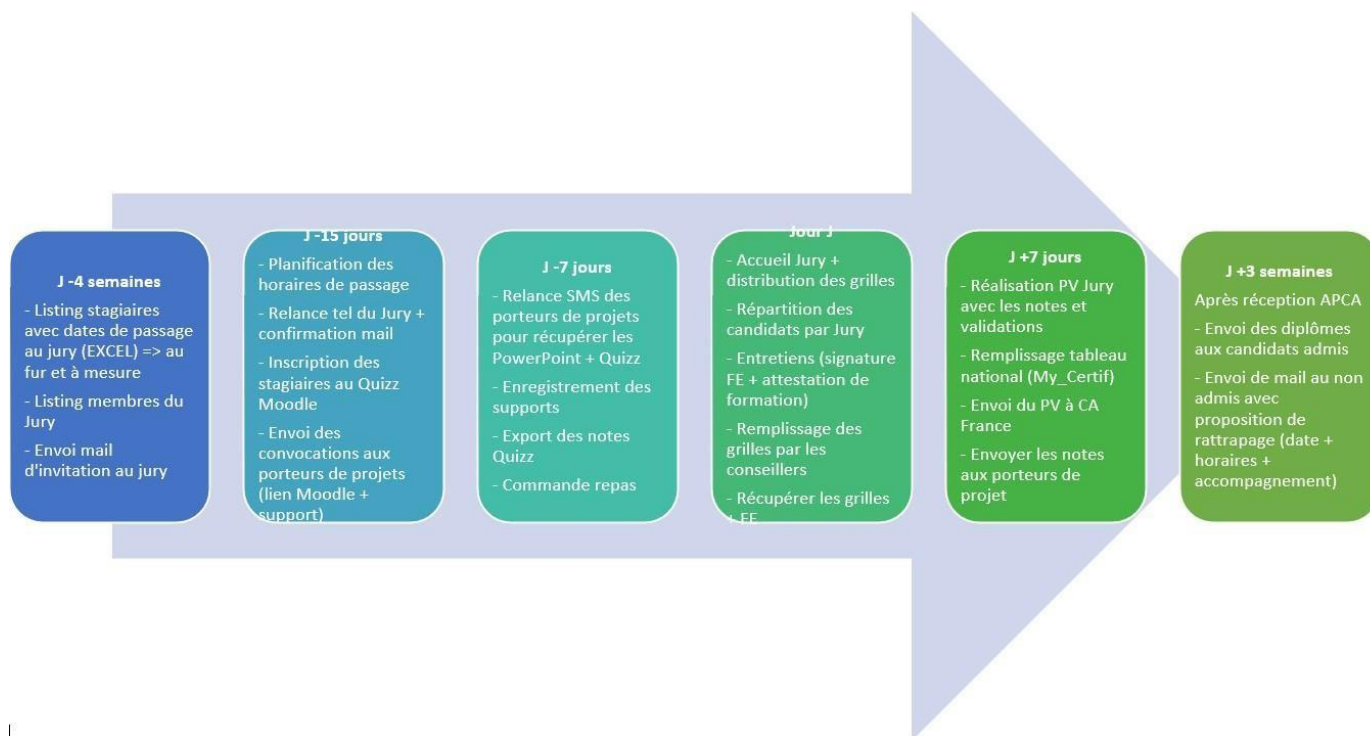 J -4 semaines
- Listing stagiaires
avec dates de passage
au jury (EXCEL) => au
fur et à mesure
- Listing membres du
Jury
- Envoi mail
d'invitation au jury
J -15 jours
- Planification des
horaires de passage
- Relance tel du Jury +
confirmation mail
- Inscription des
stagiaires au Quizz
Moodle
- Envoi des
convocations aux
porteurs de projets
(lien Moodle +
support)
J -7 jours
- Relance SMS des
porteurs de projets
pour récupérer les
PowerPoint + Quizz
- Enregistrement des
supports
- Export des notes
Quizz
- Commande repas
Jour J
- Accueil Jury +
distribution des grilles
- Répartition des
candidats par Jury
- Entretiens (signature
FE + attestation de
formation)
- Remplissage des
grilles par les
conseillers
- Récupérer les grilles
+ FE
J +7 jours
- Réalisation PV Jury
avec les notes et
validations
- Remplissage tableau
national (My_Certif)
- Envoi du PV à CA
France
- Envoyer les notes
aux porteurs de
projet
J +3 semaines
Après réception APCA
- Envoi des diplômes
aux candidats admis
- Envoi de mail au non
admis avec
proposition de
rattrapage (date +
horaires +
accompagnement)